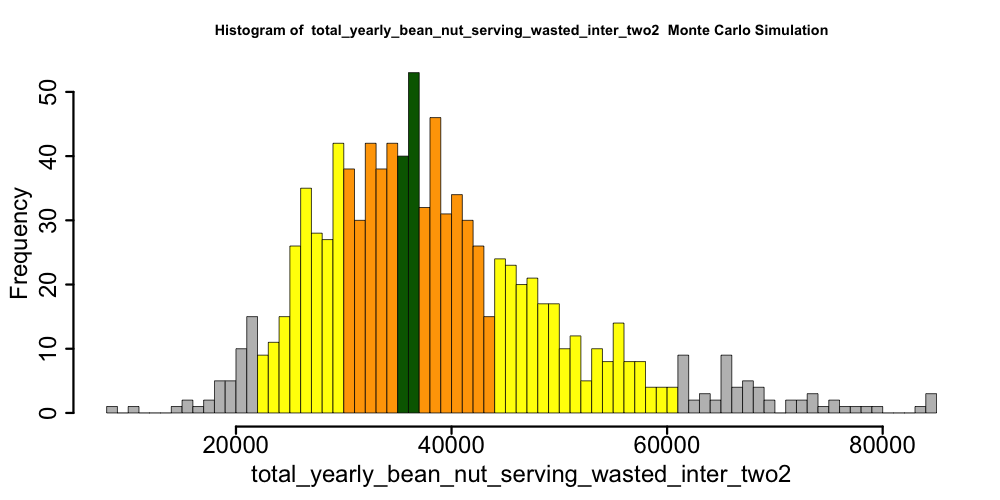 Histogram of  total_yearly_bean_nut_serving_wasted_inter_two2  Monte Carlo Simulation
Frequency
50
40
30
20
10
0
20000 40000 60000 80000
total_yearly_bean_nut_serving_wasted_inter_two2